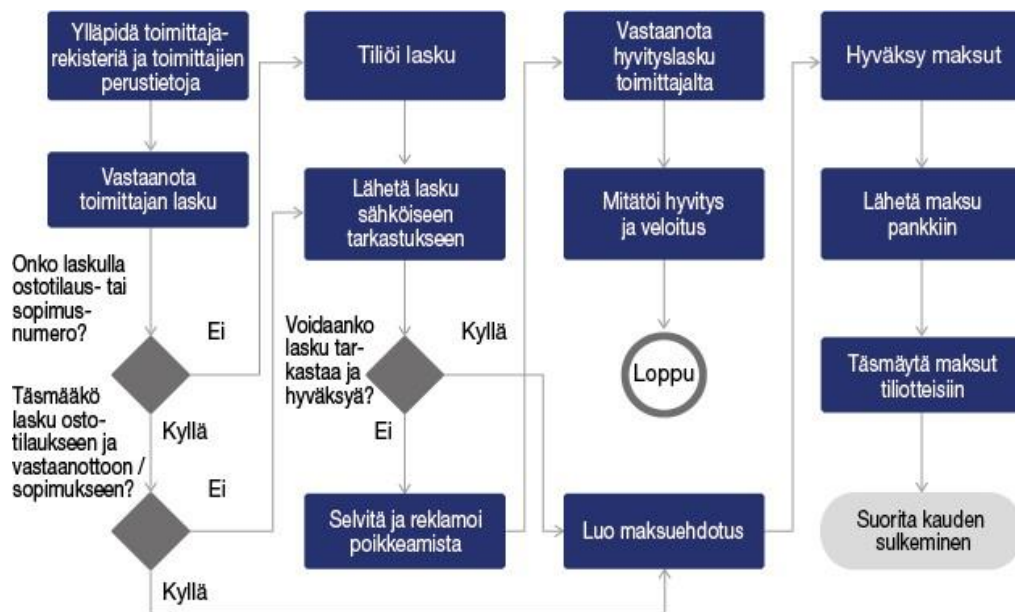 Ylläpidä toimittaja-
rekisteriä ja toimittajien
perustietoja
Vastaanota
toimittajan lasku
Onko laskulla
ostotilaus- tai
sopimus-
numero?
Ei
Kyllä
Täsmääkö
lasku osto-
tilaukseen ja
vastaanottoon /
sopimukseen?
Ei
Kyllä
Tiliöi lasku
Lähetä lasku
sähköiseen
tarkastukseen
Voidaanko
lasku tar-
kastaa ja
hyväksyä?
Kyllä
Ei
Selvitä ja reklamoi
poikkeamista
Vastaanota
hyvityslasku
toimittajalta
Mitätöi hyvitys
ja veloitus
Loppu
Luo maksuehdotus
Hyväksy maksut
Lähetä maksu
pankkiin
Täsmäytä maksut
tiliotteisiin
Suorita kauden
sulkeminen